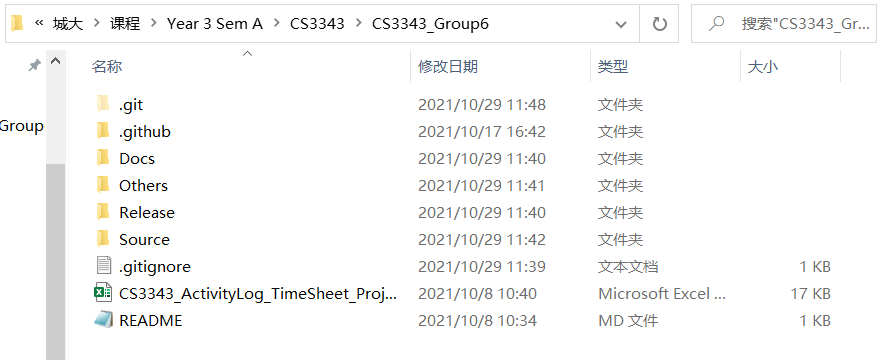 « 城大 > 课程 > Year 3 Sem A > CS3343 > CS3343_Group6 搜索"CS3343_Gr...
名称 修改日期 类型 大小
.git 2021/10/29 11:48 文件夹
Group .github 2021/10/17 16:42 文件夹
Docs 2021/10/29 11:40 文件夹
Others 2021/10/29 11:41 文件夹
Release 2021/10/29 11:40 文件夹
Source 2021/10/29 11:42 文件夹
.gitignore 2021/10/29 11:39 文本文档 1 KB
CS3343_ActivityLog_TimeSheet_Proj... 2021/10/8 10:40 Microsoft Excel ... 17 KB
README 2021/10/8 10:34 MD 文件 1 KB